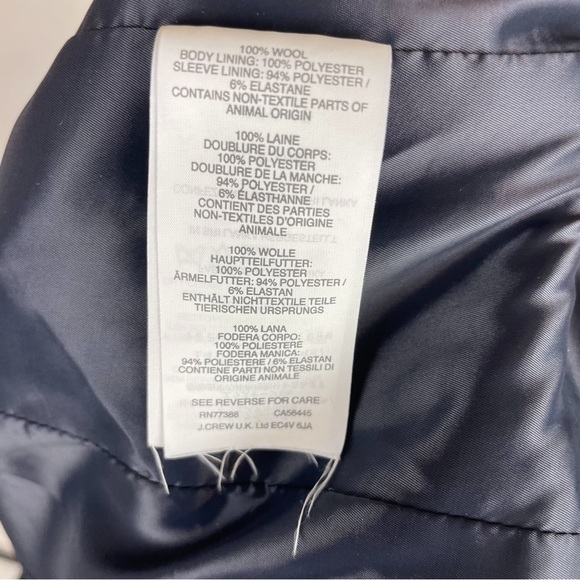 100% WOOL
BODY LINING: 100% POLYESTER
SLEEVE LINING: 94% POLYESTER /
6% ELASTANE
CONTAINS NON-TEXTILE PARTS OF
ANIMAL ORIGIN
100% LAINE
DOUBLURE DU CORPS:
100% POLYESTER
DOUBLURE DE LA MANCHE:
94% POLYESTER /
6% ÉLASTHANNE
CONTIENT DES PARTIES
NON-TEXTILES D'ORIGINE
ANIMALE
100% WOLLE
HAUPTTEILFUTTER:
100% POLYESTER
ÄRMELFUTTER: 94% POLYESTER /
6% ELASTAN
ENTHÄLT NICHTTEXTILE TEILE
TIERISCHEN URSPRUNGS
100% LANA
FODERA CORPO:
100% POLIESTERE
FODERA MANICA:
94% POLIESTERE / 6% ELASTAN
CONTIENE PARTI NON TESSILI DI
ORIGINE ANIMALE
SEE REVERSE FOR CARE
RN77388 CA56445
J.CREW U.K. Ltd EC4V 6JA